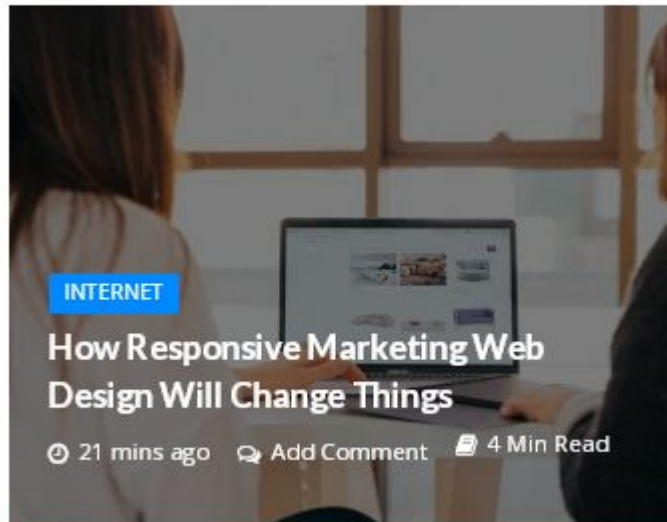 INTERNET
How Responsive Marketing Web
Design Will Change Things
21 mins ago Add Comment 4 Min Read